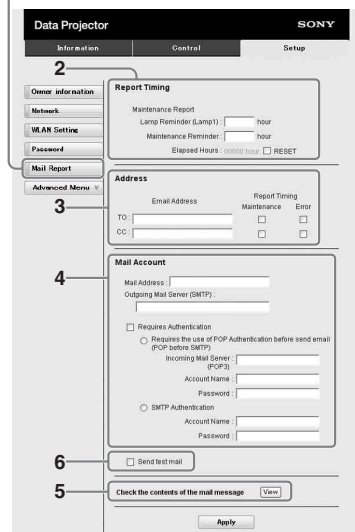 Data Projector
SONY
Information
Control
Setup
2
Owner information
Network
WLAN Setting
Password
Mail Report
Advanced Menu
Report Timing
Maintenance Report
Lamp Reminder (Lamp1) : hour
Maintenance Reminder : hour
Elapsed Hours : 00000 hour RESET
3
Address
Email Address
Report Timing
Maintenance Error
TO :
CC :
4
Mail Account
Mail Address :
Outgoing Mail Server (SMTP) :
Requires Authentication
Requires the use of POP Authentication before send email
(POP before SMTP)
Incoming Mail Server :
(POP3)
Account Name :
Password :
SMTP Authentication
Account Name :
Password :
6
Send test mail
5
Check the contents of the mail message View
Apply